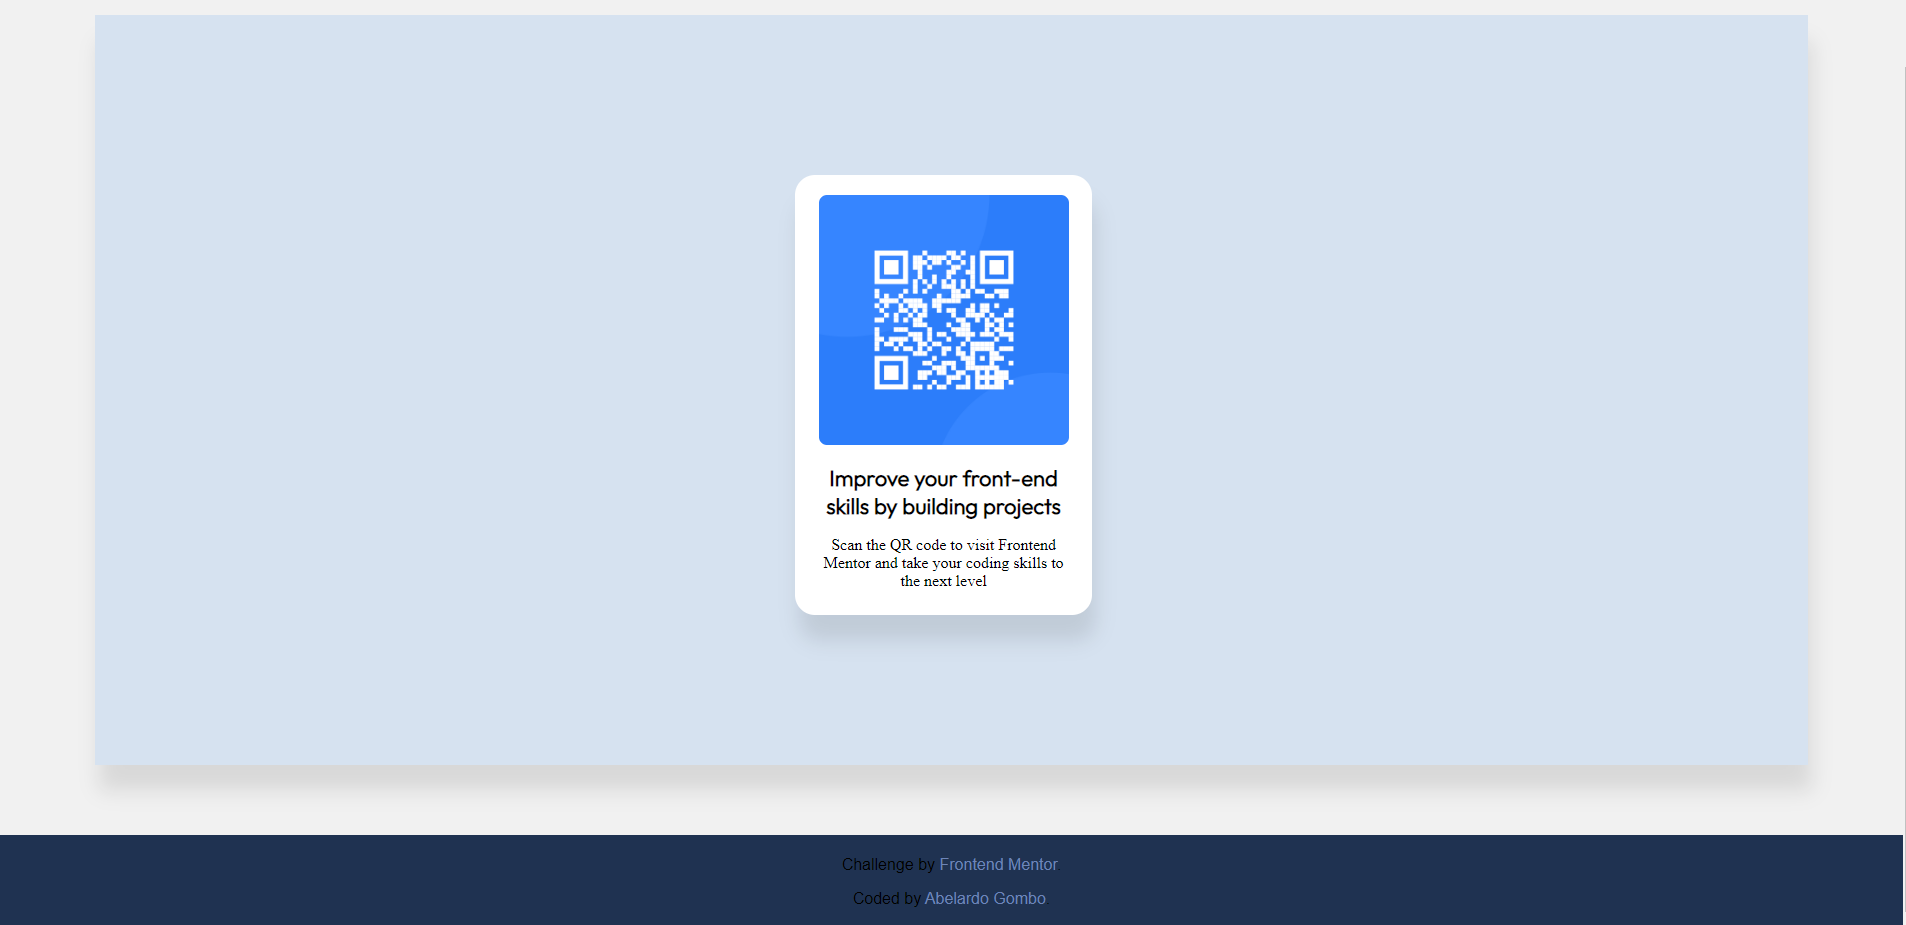 Improve your front-end
skills by building projects
Scan the QR code to visit Frontend
Mentor and take your coding skills to
the next level
Challenge by Frontend Mentor
Coded by Abelardo Gombo